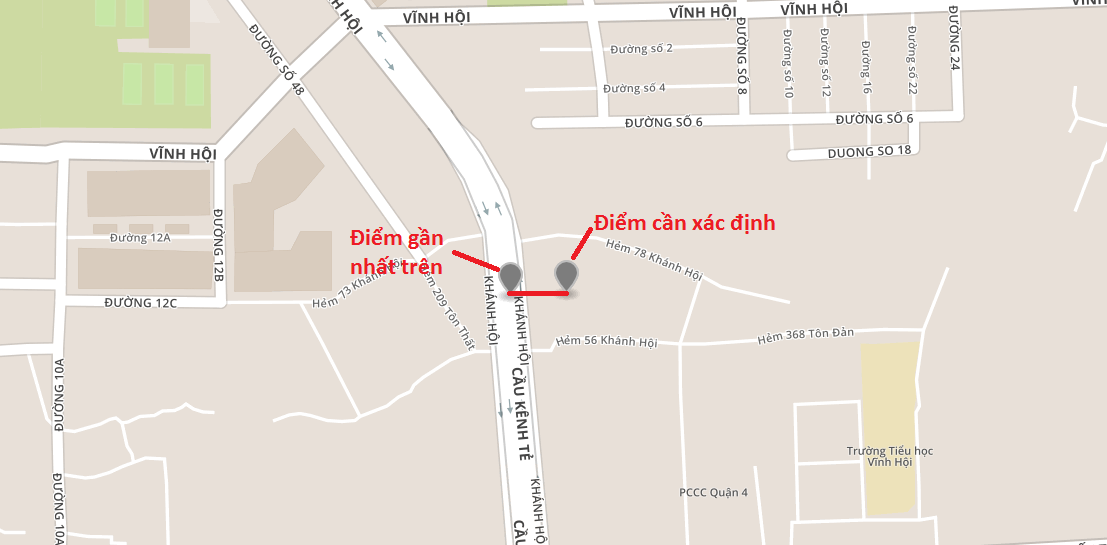 VĨNH HỘI
VĨNH HỘI
VĨNH HỘI
VĨNH HỘI
ĐƯỜNG SỐ 48
Đường số 2
Đường số 4
ĐƯỜNG SỐ 8
Đường số 10
Đường số 12
Đường 16
Đường số 22
ĐƯỜNG 24
ĐƯỜNG SỐ 6
ĐƯỜNG SỐ 6
DUONG SO 18
VĨNH HỘI
ĐƯỜNG 12B
Đường 12A
ĐƯỜNG 12C
Điểm gần
nhất trên
Điểm cần xác định
Hẻm 78 Khánh Hội
Hẻm 73 Khánh Hội
Hẻm 209 Tôn Thất
KHÁNH HỘI
KHÁNH HỘI
Hẻm 56 Khánh Hội
Hẻm 368 Tôn Đàn
ĐƯỜNG 10A
CẦU KÊNH TẺ
Trường Tiểu học
Vĩnh Hội
PCCC Quận 4
ĐƯỜNG 10A
KHÁNH HỘ
CẦU